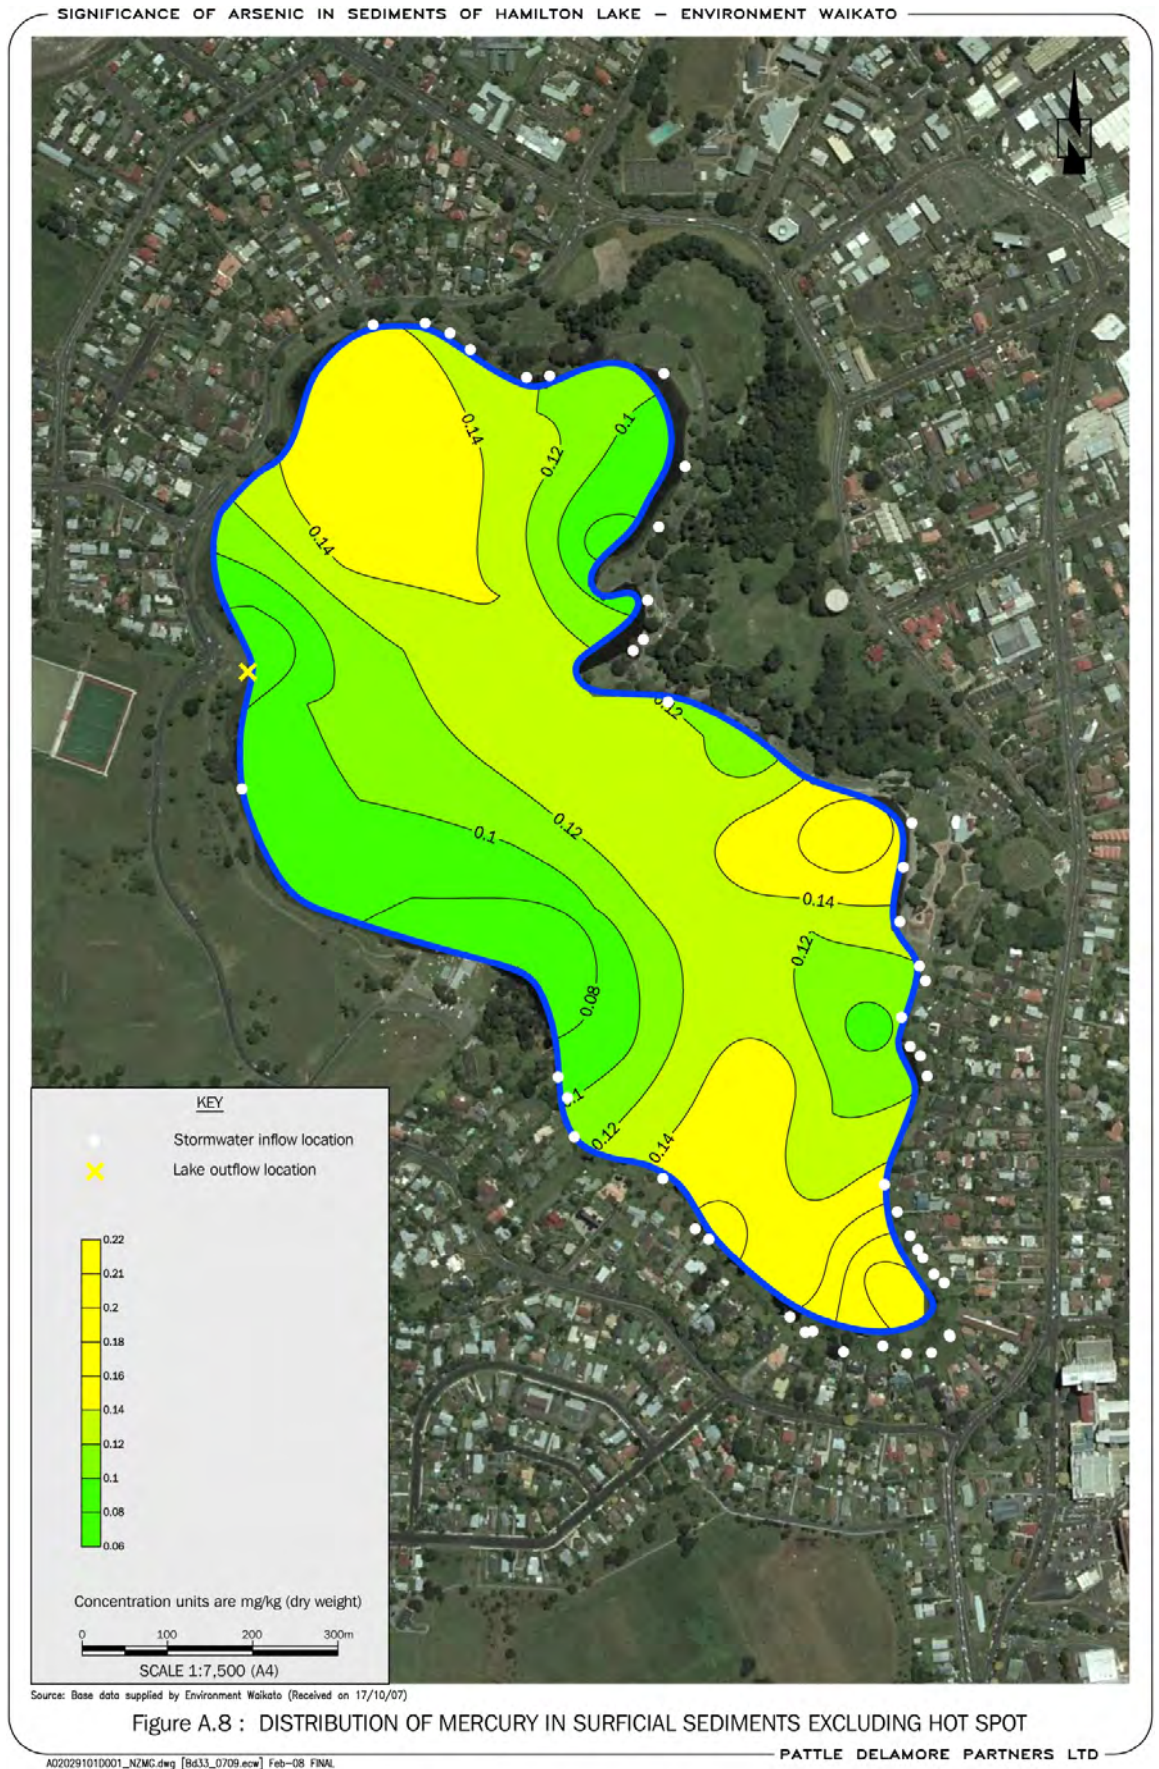 SIGNIFICANCE OF ARSENIC IN SEDIMENTS OF HAMILTON LAKE – ENVIRONMENT WAIKATO
N
0.14
0.1
0.12
0.14
0.12
0.12
0.1
0.14
0.12
0.08
0.1
0.12
0.14
KEY
Stormwater inflow location
Lake outflow location
0.22
0.21
0.2
0.18
0.16
0.14
0.12
0.1
0.08
0.06
Concentration units are mg/kg (dry weight)
0 100 200 300m
SCALE 1:7,500 (A4)
Source: Base data supplied by Environment Waikato (Received on 17/10/07)
Figure A.8 : DISTRIBUTION OF MERCURY IN SURFICIAL SEDIMENTS EXCLUDING HOT SPOT
PATTLE DELAMORE PARTNERS LTD
A02029101D001_NZMG.dwg [Bd33_0709.ecw] Feb-08 FINAL